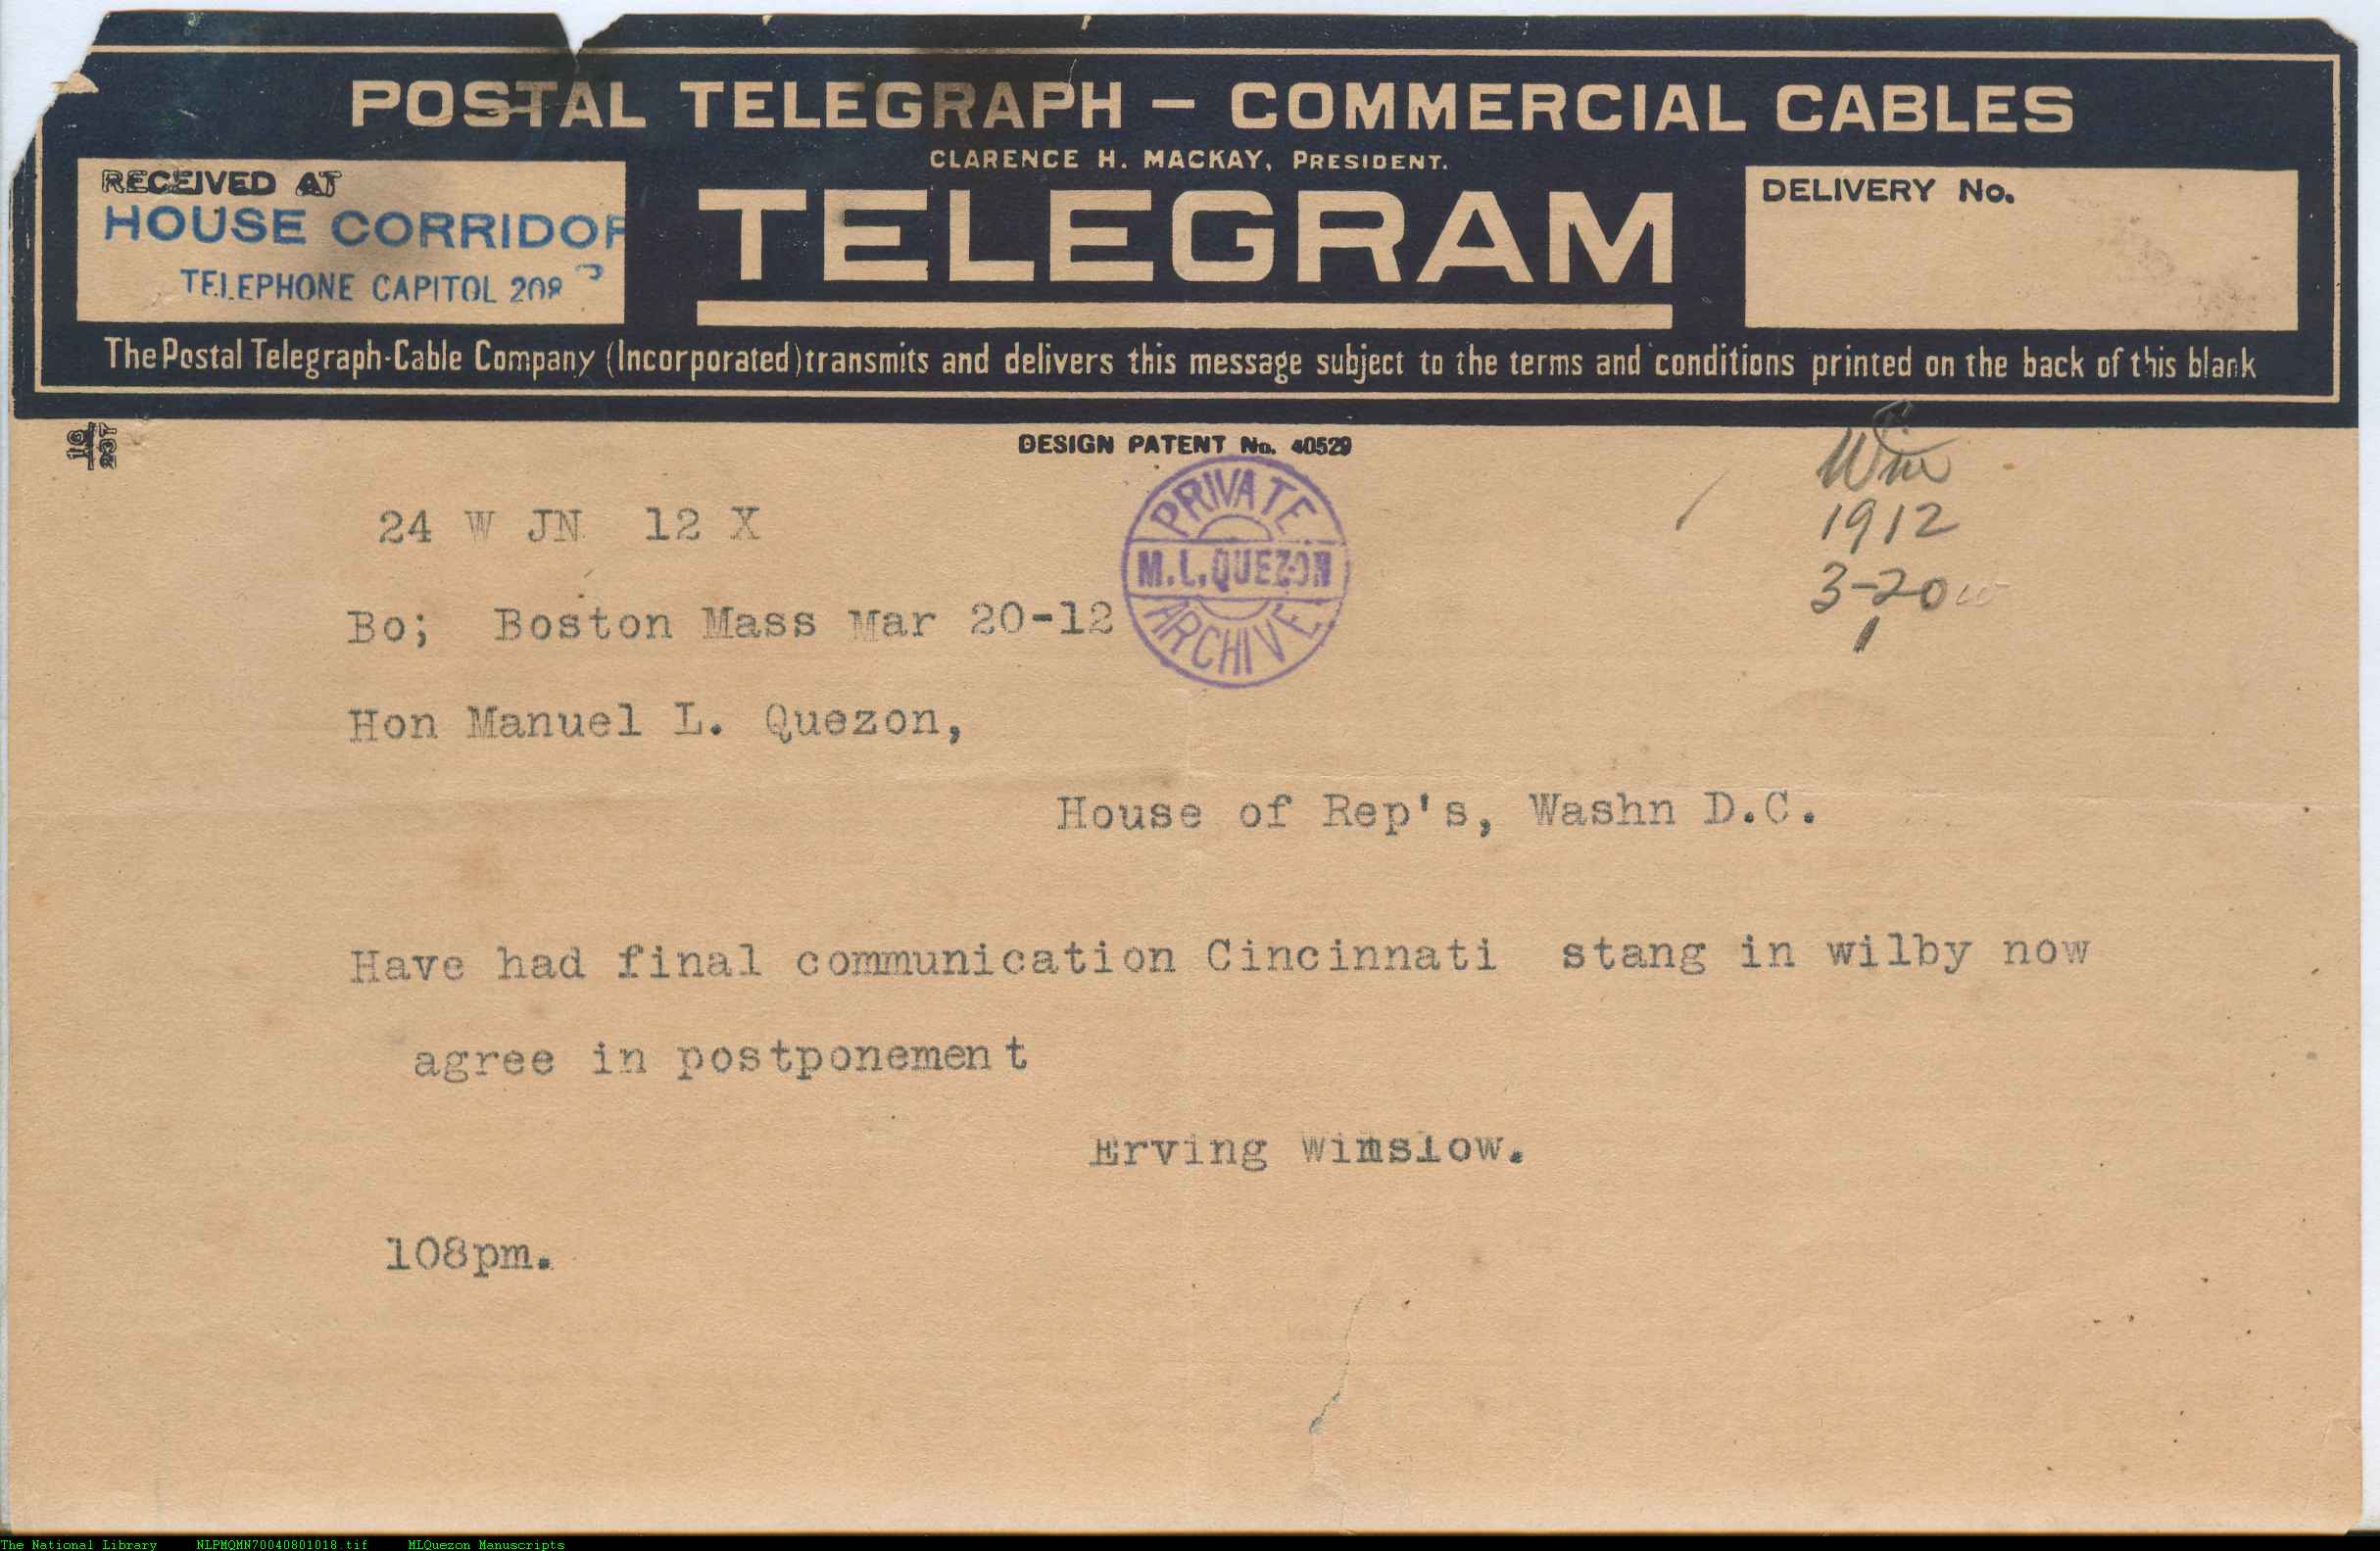 POSTAL TELEGRAPH - COMMERCIAL CABLES
CLARENCE H. MACKAY, PRESIDENT.
RECEIVED AT
HOUSE CORRIDOR
TELEPHONE CAPITOL 208
TELEGRAM
DELIVERY No.
The Postal Telegraph-Cable Company (Incorporated) transmits and delivers this message subject to the terms and conditions printed on the back of this blank
DESIGN PATENT No. 40529
PRIVATE
M.L. QUEZON
ARCHIVE
1912
3-20
1
24 W JN 12 X
Bo; Boston Mass Mar 20-12
Hon Manuel L. Quezon,
House of Rep's, Washn D.C.
Have had final communication Cincinnati stang in wilby now
agree in postponement
Erving Winslow.
108pm.
The National Library NLPMQMN70040801018.tif MLQuezon Manuscripts